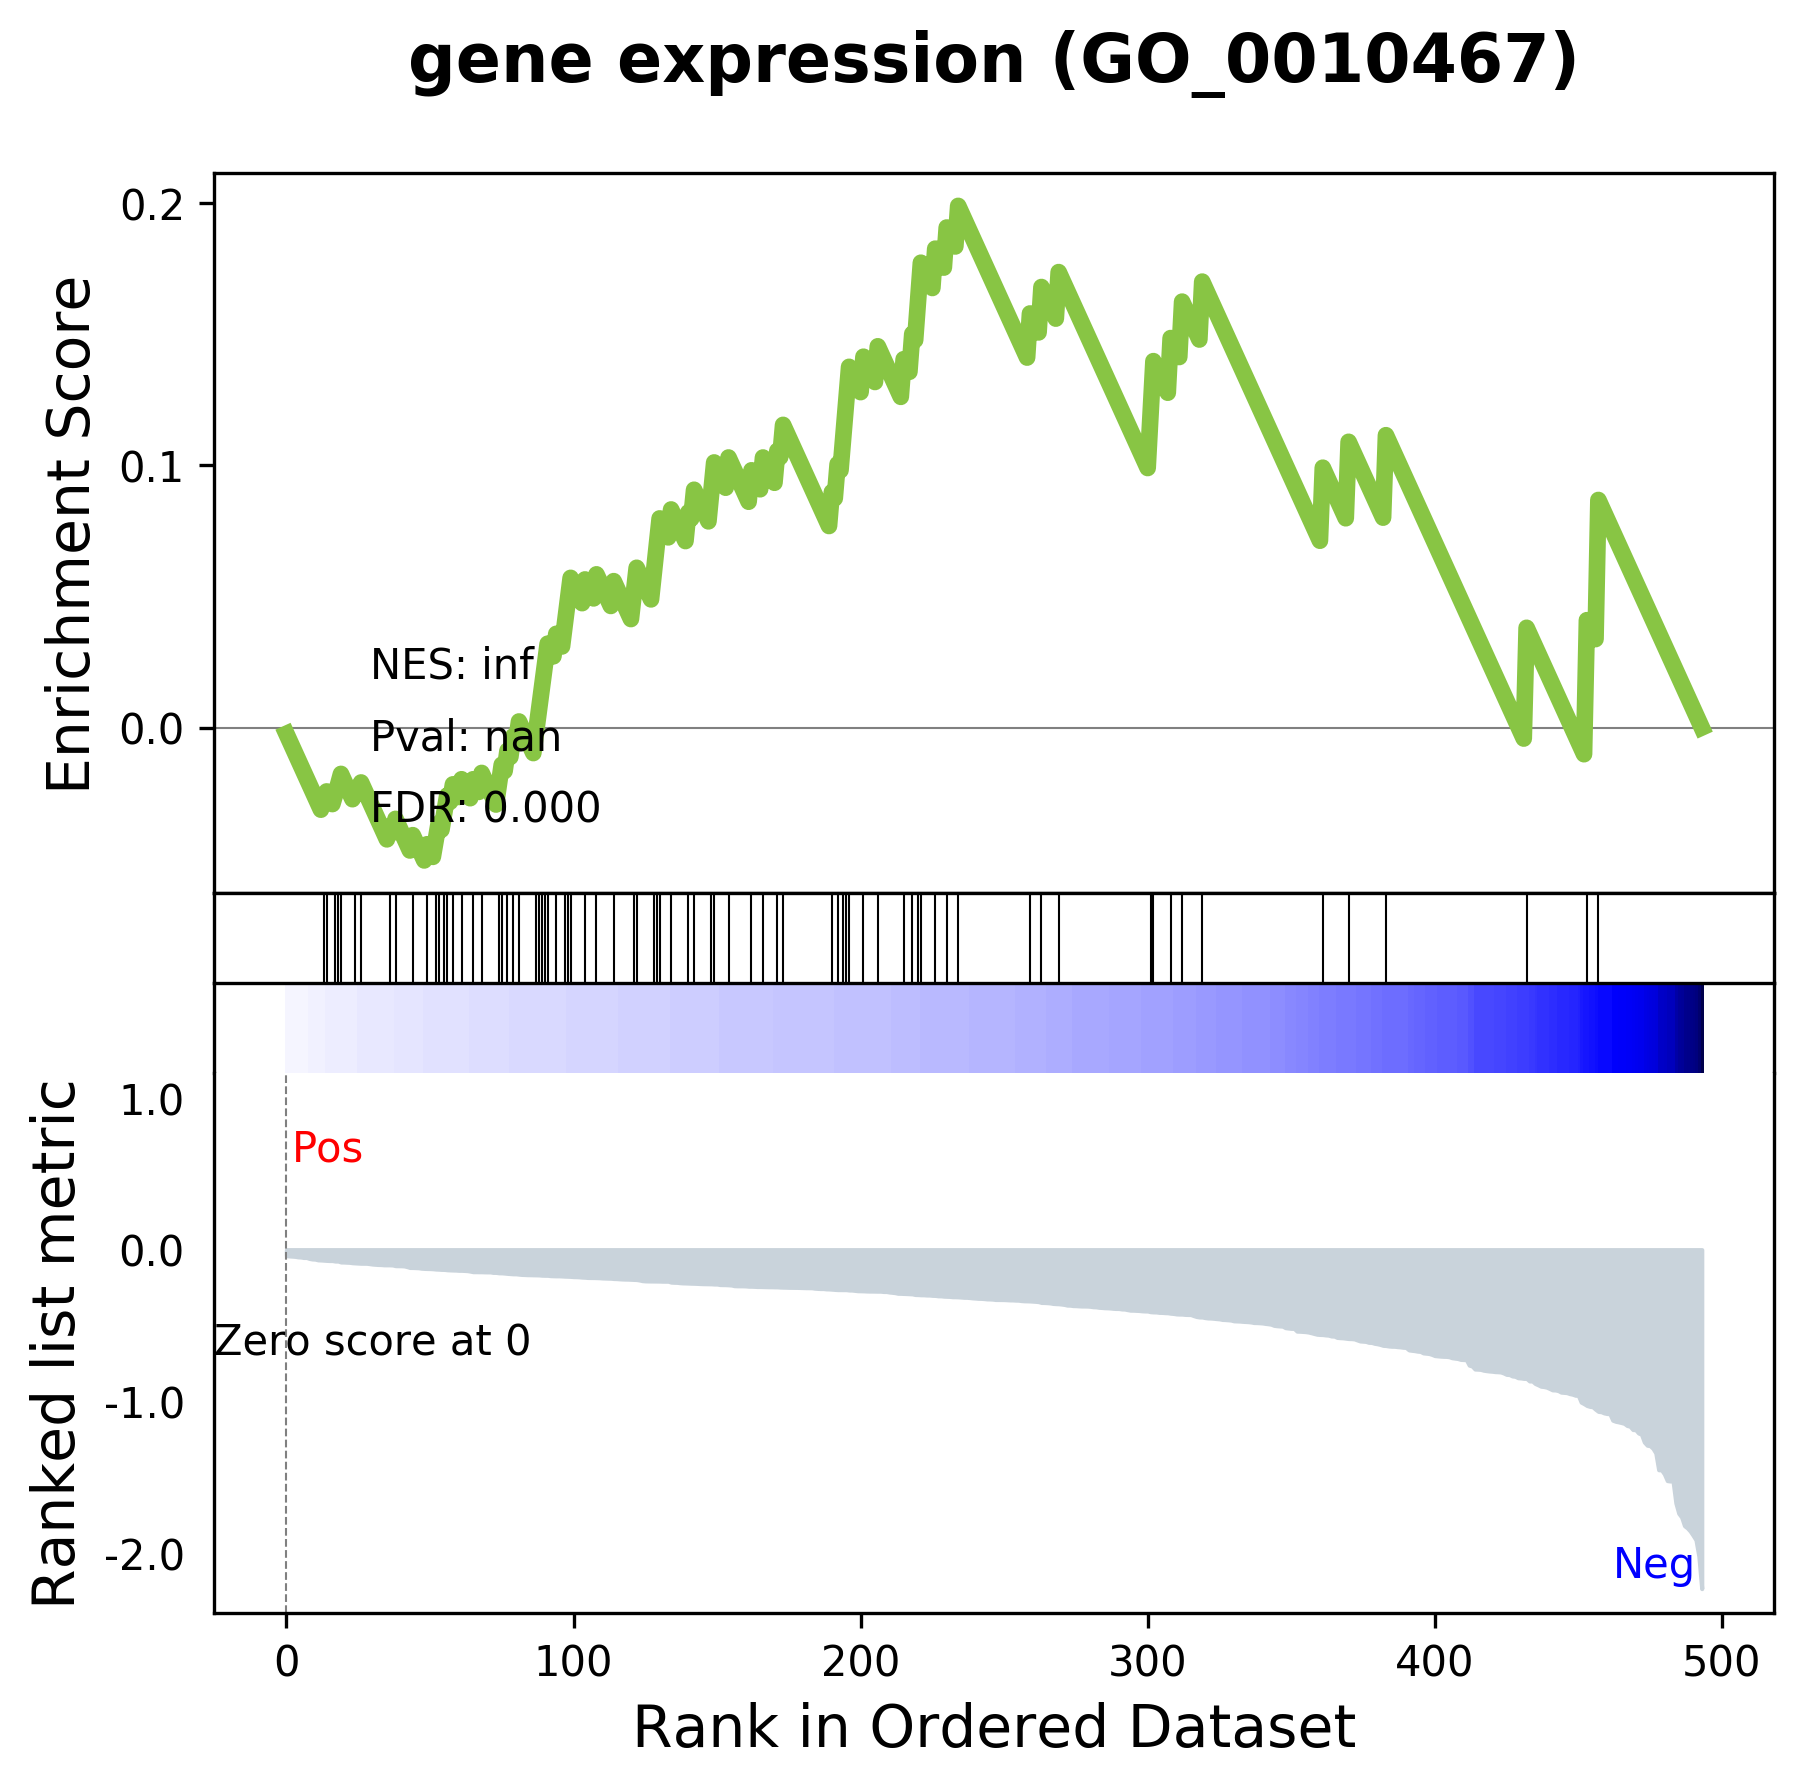 gene expression (GO_0010467)
Enrichment Score
0.2
0.1
0.0
NES: inf
Pval: nan
FDR: 0.000
Ranked list metric
1.0
0.0
-1.0
-2.0
Pos
Zero score at 0
Neg
0 100 200 300 400 500
Rank in Ordered Dataset